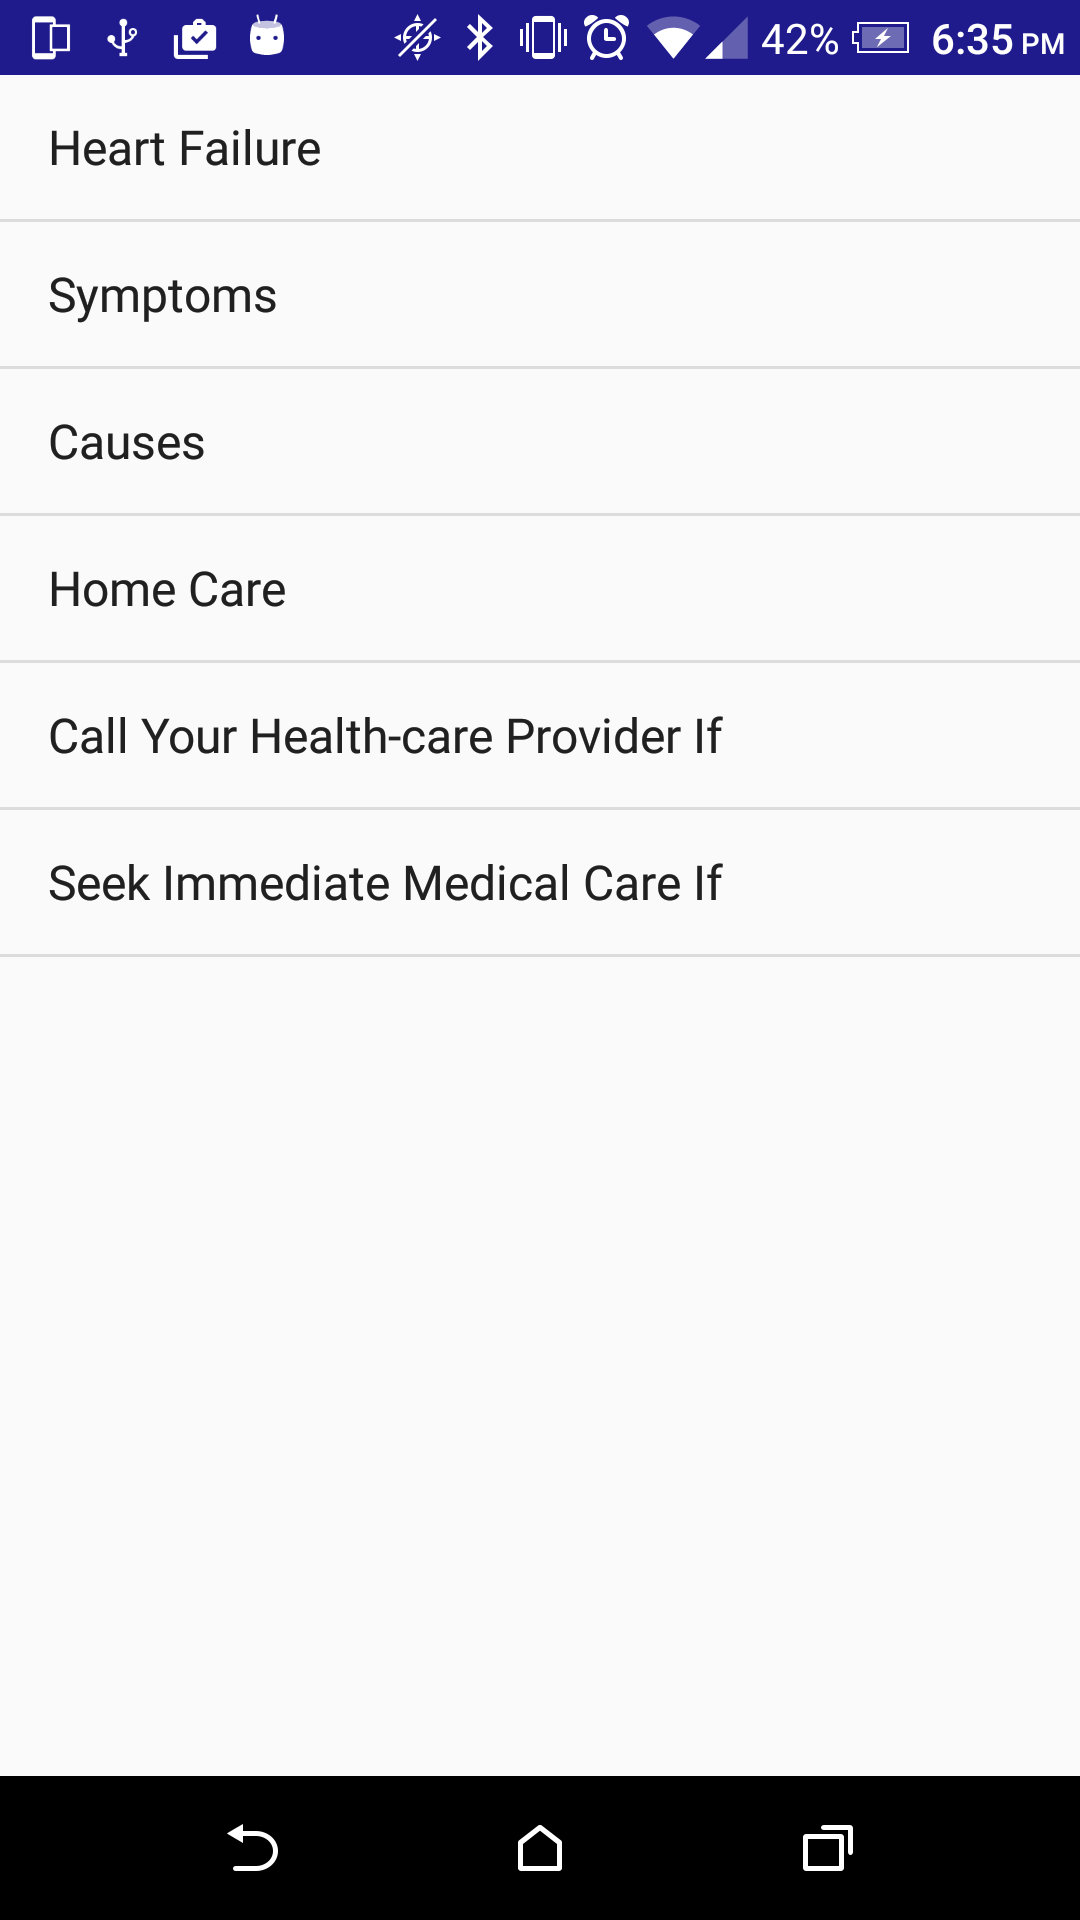 42% 6:35 PM
Heart Failure
Symptoms
Causes
Home Care
Call Your Health-care Provider If
Seek Immediate Medical Care If